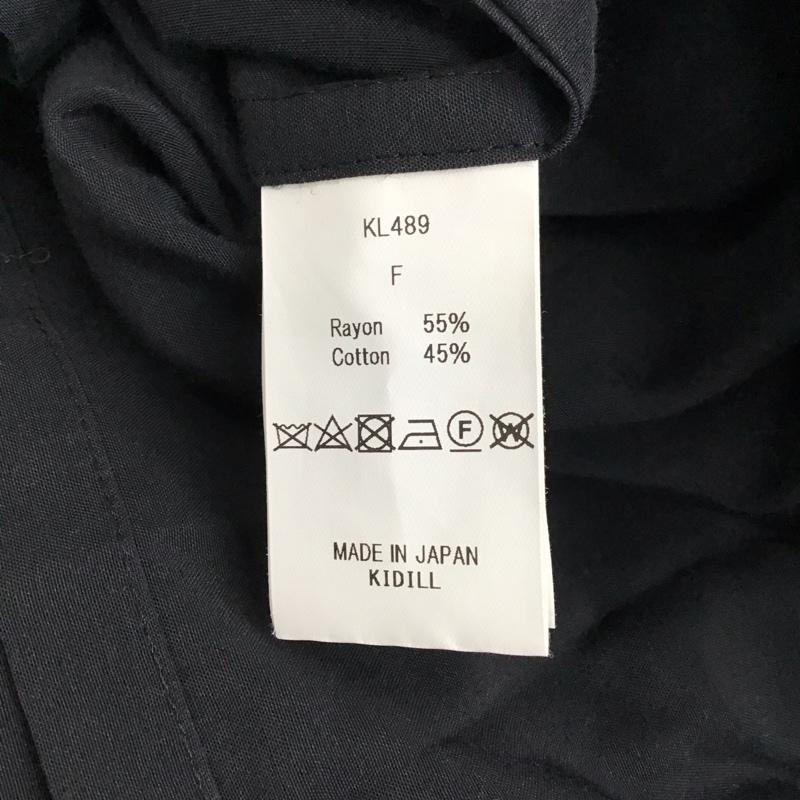 KL489
F
Rayon 55%
Cotton 45%
F W
MADE IN JAPAN
KIDILL